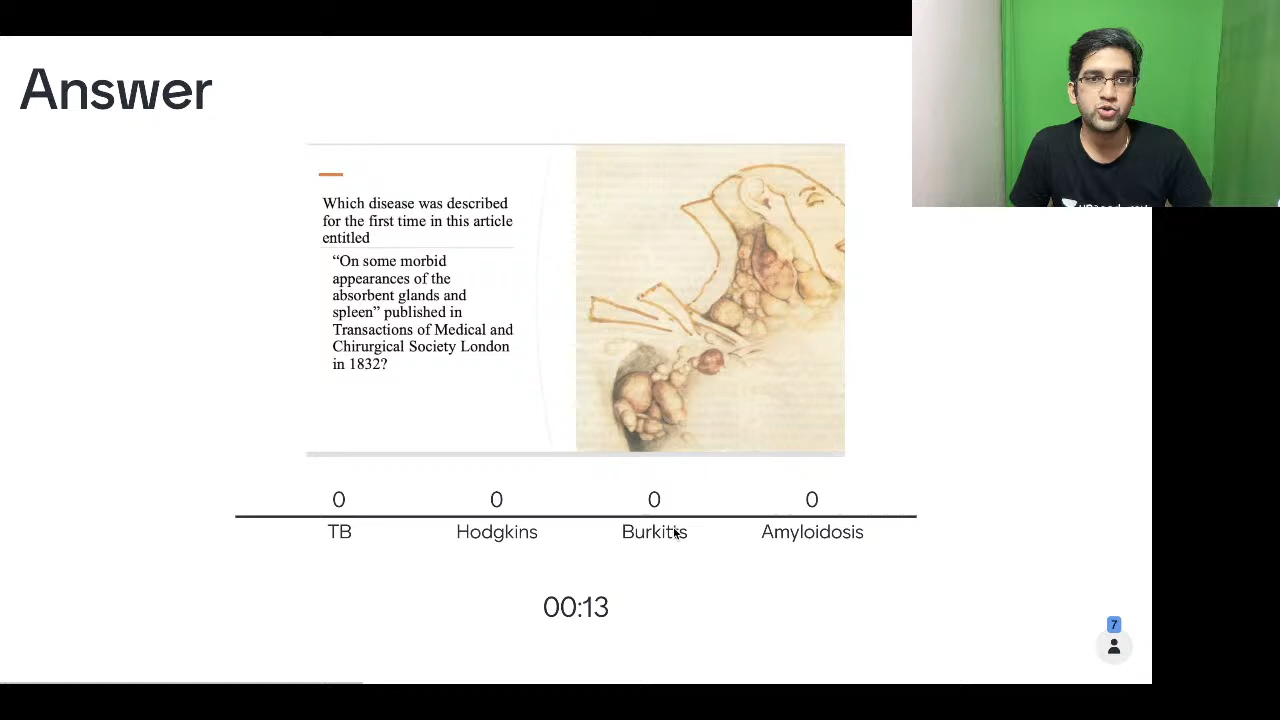 Answer
Which disease was described
for the first time in this article
entitled
“On some morbid
appearances of the
absorbent glands and
spleen” published in
Transactions of Medical and
Chirurgical Society London
in 1832?
0 0 0 0
TB Hodgkins Burkitts Amyloidosis
00:13
7